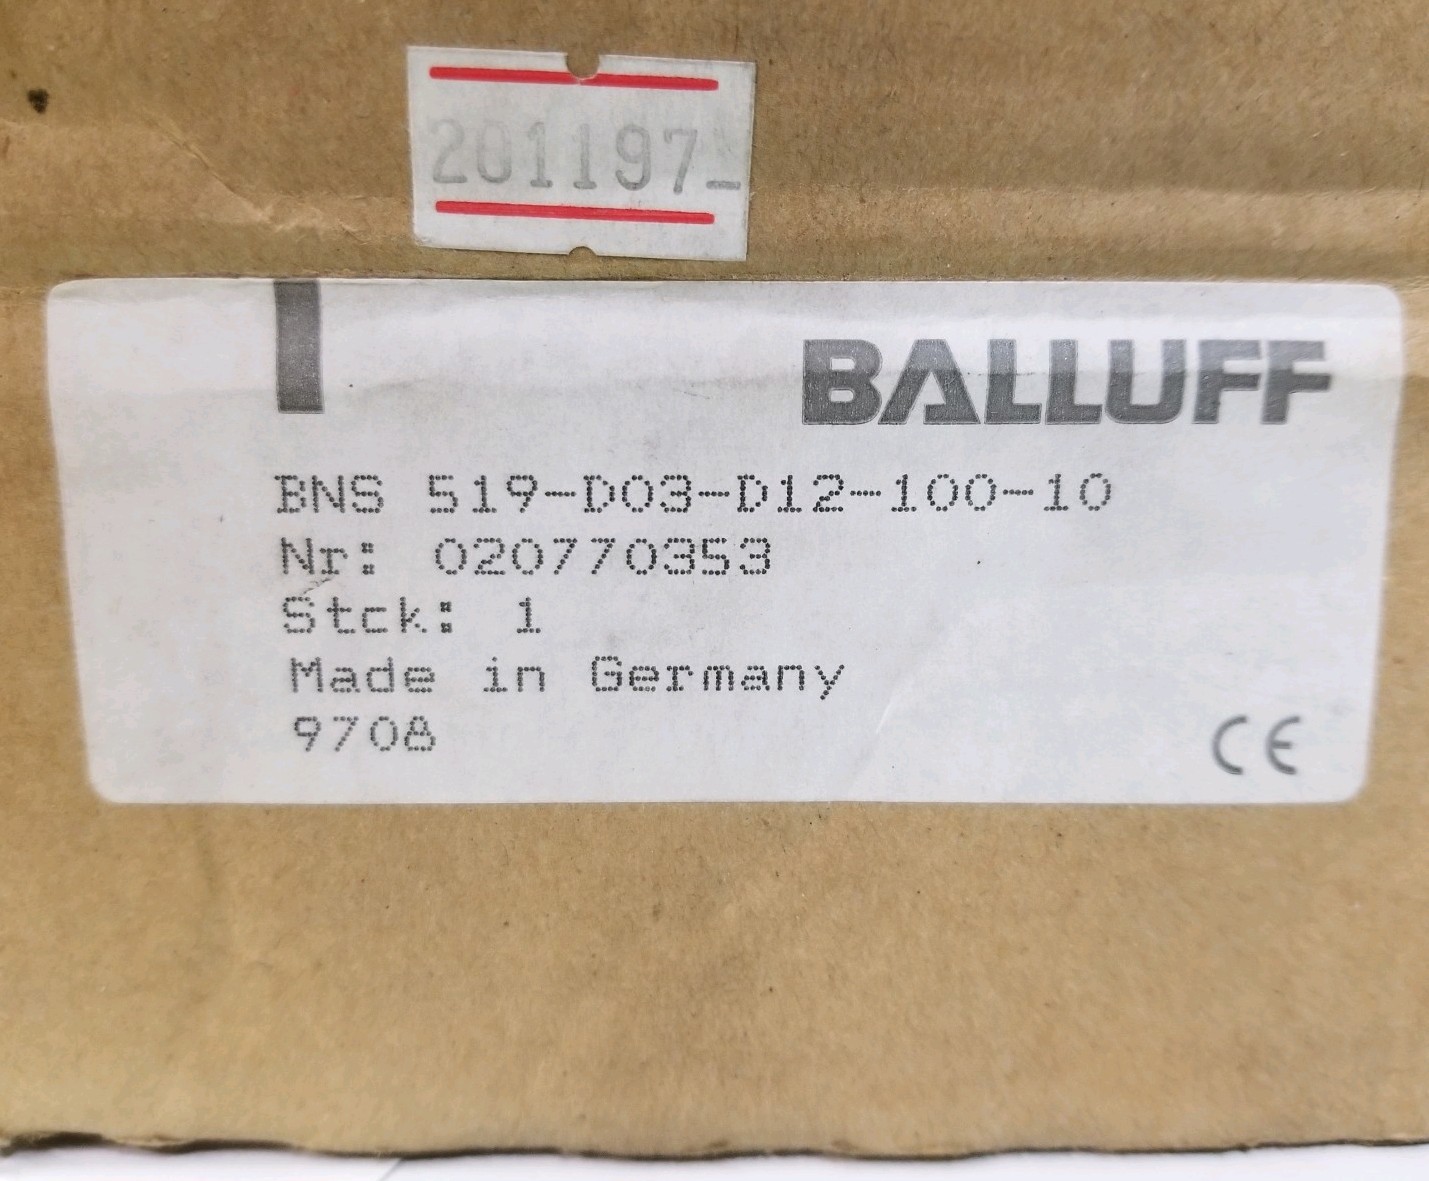 201197-
BALLUFF
BNS 519-D03-D12-100-10
Nr: 020770353
Stck: 1
Made in Germany
9708
CE